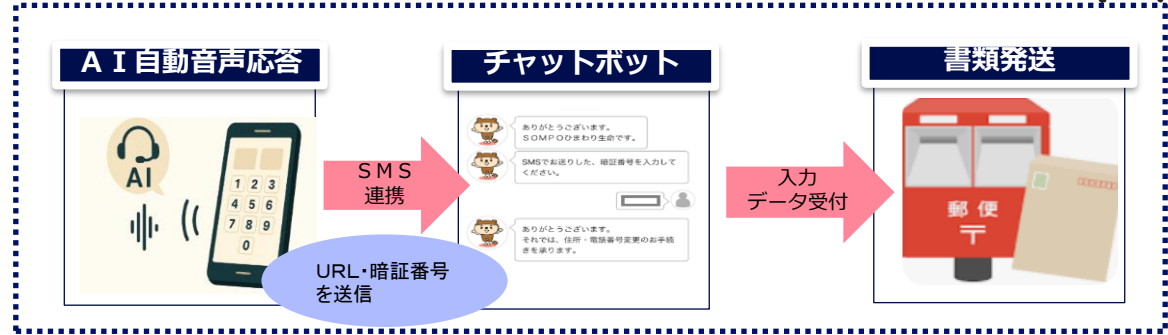 ＡＩ自動音声応答
チャットボット
書類発送
AI
1 2 3
4 5 6
7 8 9
0
ＳＭＳ
連携
URL・暗証番号
を送信
ありがとうございます。
ＳＯＭＰＯひまわり生命です。
SMSでお送りした、暗証番号を入力して
ください。
ありがとうございます。
それでは、住所・電話番号変更のお手続
きを承ります。
入力
データ受付
郵便
〒